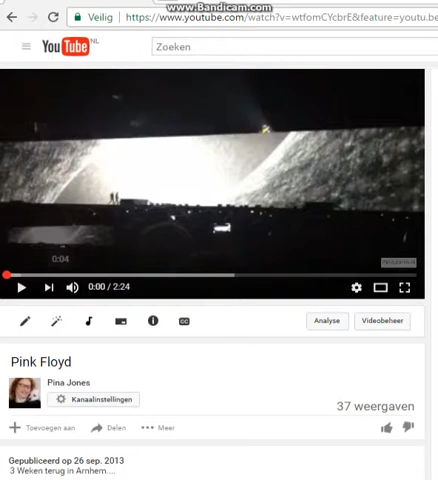 www.Bandicam.com
Veilig https://www.youtube.com/watch?v=wtfomCYcbrE&feature=youtu.be
YouTube NL
Zoeken
0:04
0:00 / 2:24
Analyse
Videobeheer
Pink Floyd
Pina Jones
Kanaalinstellingen
37 weergaven
Toevoegen aan
Delen
Meer
Gepubliceerd op 26 sep. 2013
3 Weken terug in Arnhem....